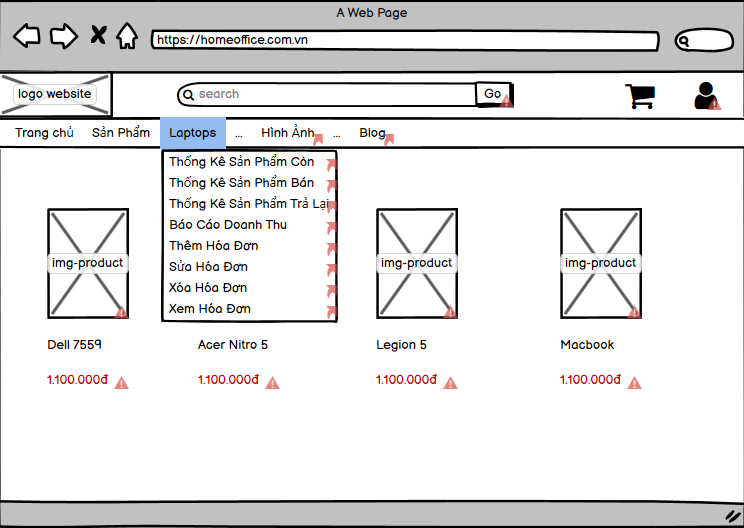 A Web Page
https://homeoffice.com.vn
logo website
search
Go
Trang chủ Sản Phẩm Laptops ... Hình Ảnh ... Blog
Thống Kê Sản Phẩm Còn
Thống Kê Sản Phẩm Bán
Thống Kê Sản Phẩm Trả Lại
Báo Cáo Doanh Thu
Thêm Hóa Đơn
Sửa Hóa Đơn
Xóa Hóa Đơn
Xem Hóa Đơn
img-product img-product img-product
Dell 7559 Acer Nitro 5 Legion 5 Macbook
1.100.000đ 1.100.000đ 1.100.000đ 1.100.000đ